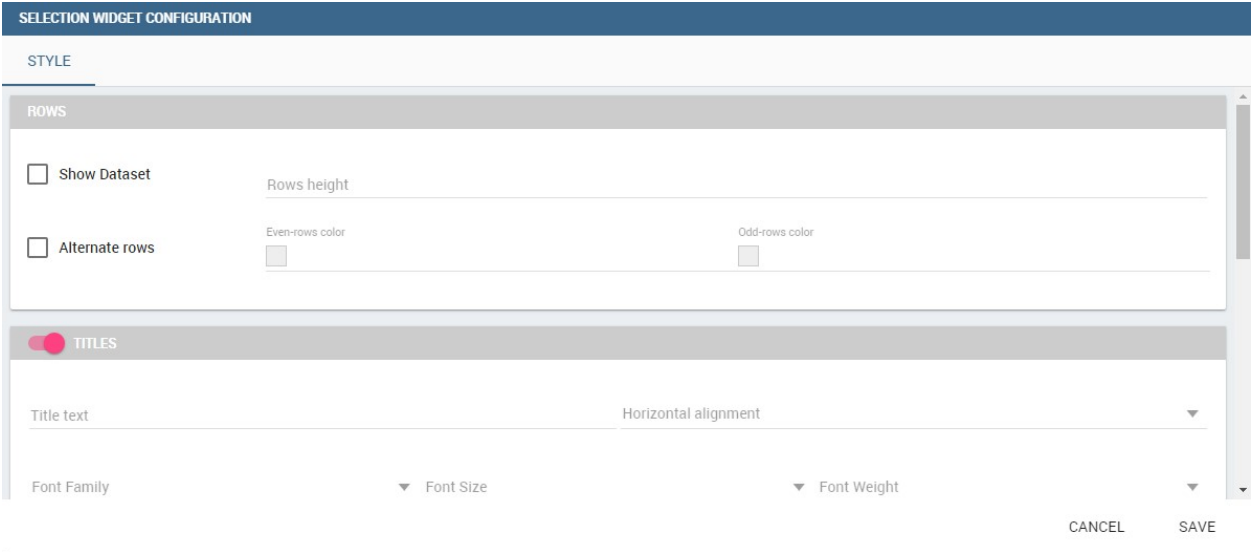 SELECTION WIDGET CONFIGURATION
STYLE
ROWS
Show Dataset
Rows height
Alternate rows
Even-rows color
Odd-rows color
TITLES
Title text
Horizontal alignment
Font Family
Font Size
Font Weight
CANCEL
SAVE